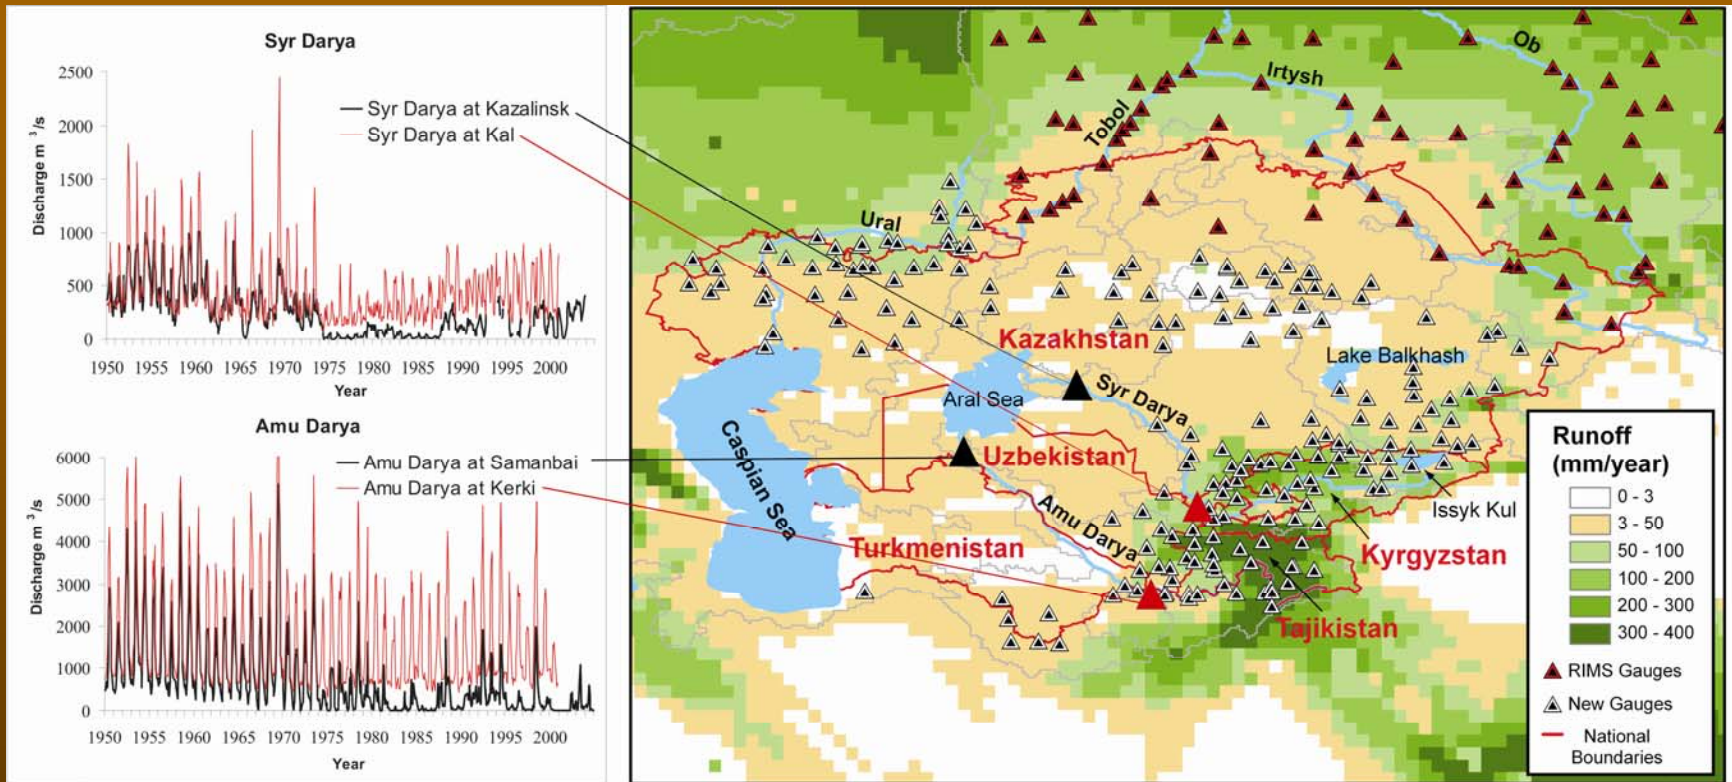 Syr Darya
2500
2000
1500
1000
500
0
Discharge m ³/s
Syr Darya at Kazalinsk
Syr Darya at Kal
1950 1955 1960 1965 1970 1975 1980 1985 1990 1995 2000
Year
Amu Darya
6000
5000
4000
3000
2000
1000
0
Discharge m ³/s
Amu Darya at Samanbai
Amu Darya at Kerki
1950 1955 1960 1965 1970 1975 1980 1985 1990 1995 2000
Year
Ob
Irtysh
Tobol
Ural
Kazakhstan
Lake Balkhash
Syr Darya
Aral Sea
Caspian Sea
Uzbekistan
Amu Darya
Issyk Kul
Turkmenistan
Kyrgyzstan
Tajikistan
Runoff
(mm/year)
0 - 3
3 - 50
50 - 100
100 - 200
200 - 300
300 - 400
RIMS Gauges
New Gauges
National
Boundaries